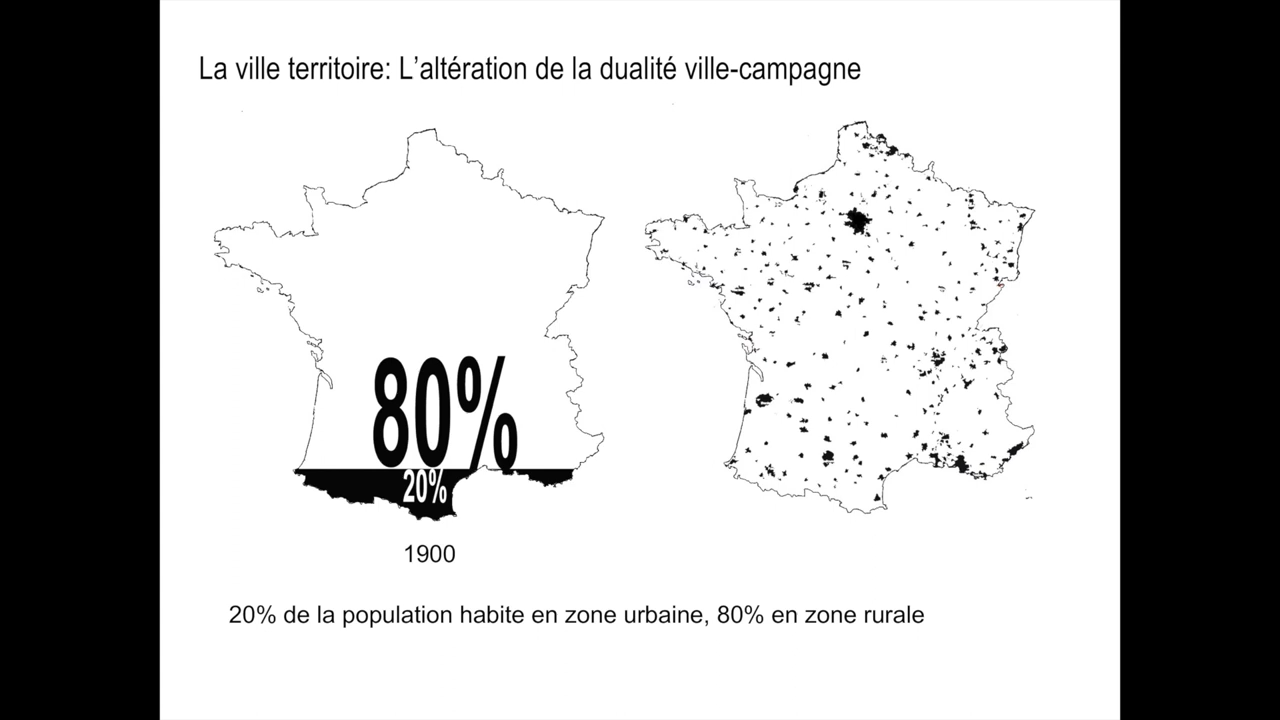 La ville territoire: L’altération de la dualité ville-campagne
80%
20%
1900
20% de la population habite en zone urbaine, 80% en zone rurale